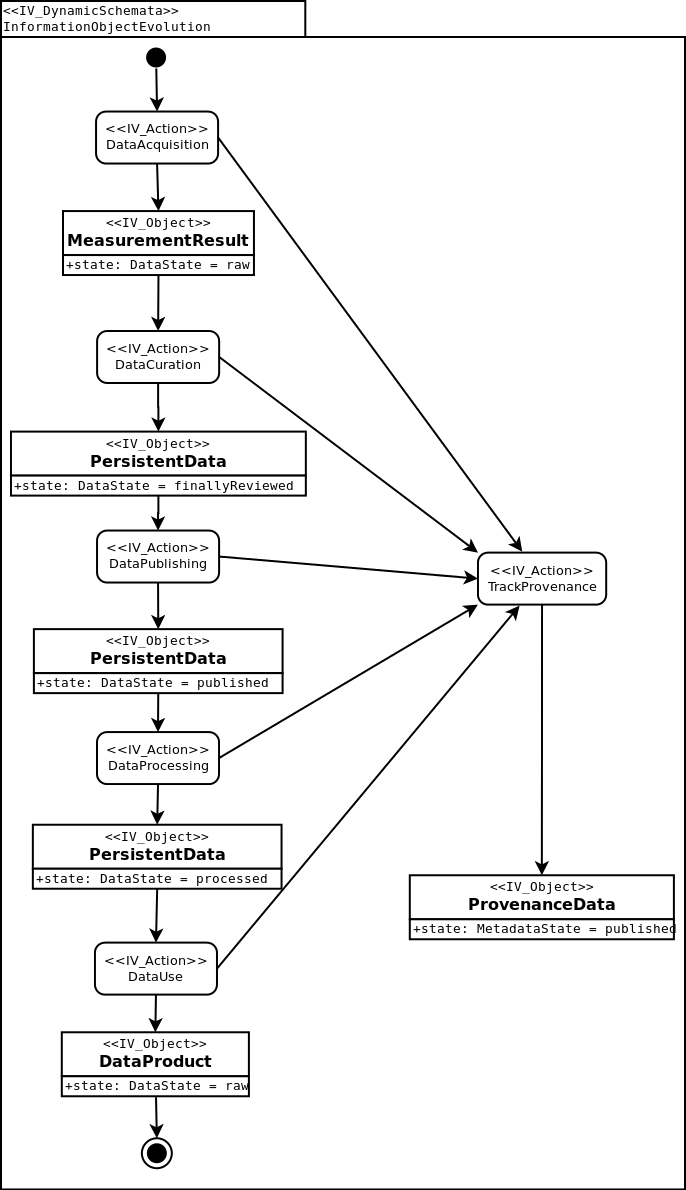 <<IV_DynamicSchemata>>
InformationObjectEvolution
<<IV_Action>>
DataAcquisition
<<IV_Object>>
MeasurementResult
+state: DataState = raw
<<IV_Action>>
DataCuration
<<IV_Object>>
PersistentData
+state: DataState = finallyReviewed
<<IV_Action>>
DataPublishing
<<IV_Action>>
TrackProvenance
<<IV_Object>>
PersistentData
+state: DataState = published
<<IV_Action>>
DataProcessing
<<IV_Object>>
PersistentData
+state: DataState = processed
<<IV_Object>>
ProvenanceData
+state: MetadataState = published
<<IV_Action>>
DataUse
<<IV_Object>>
DataProduct
+state: DataState = raw